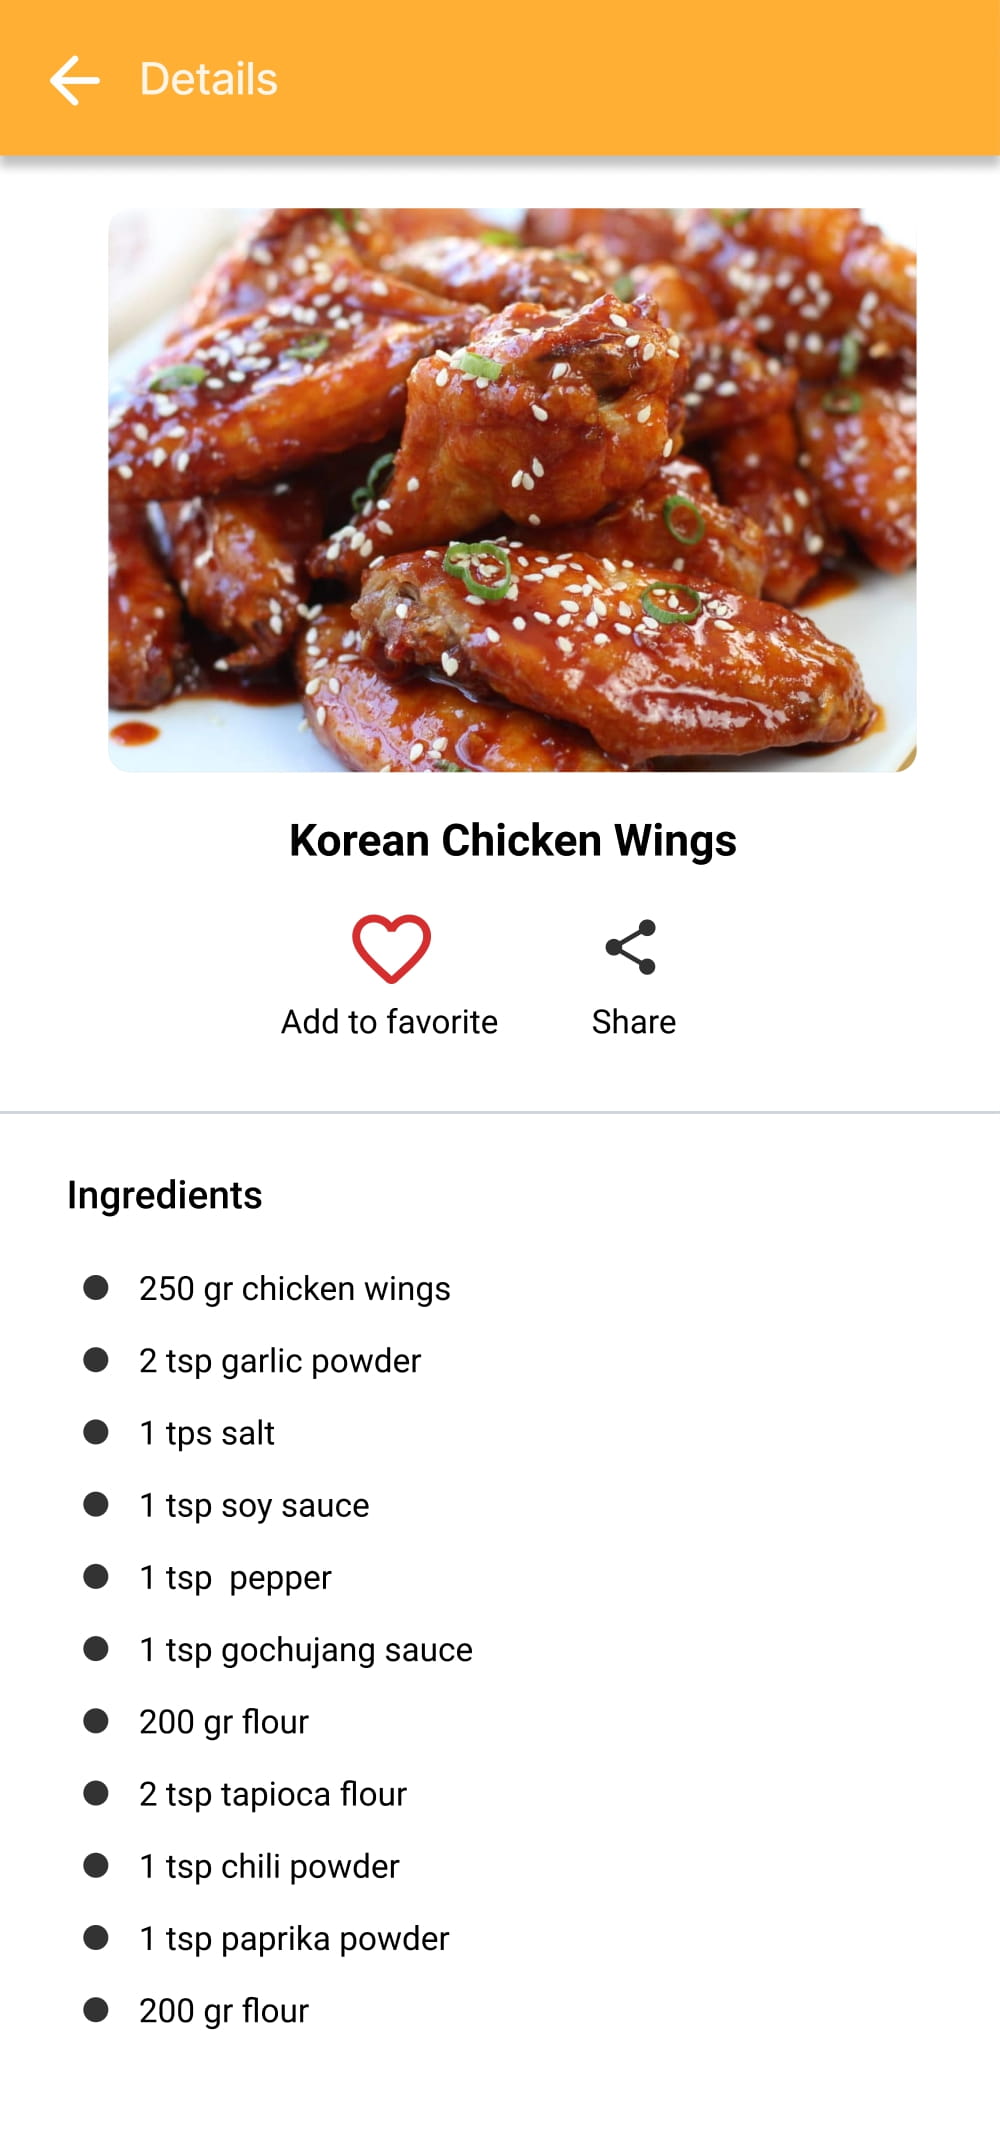 Details
Korean Chicken Wings
Add to favorite
Share
Ingredients
250 gr chicken wings
2 tsp garlic powder
1 tps salt
1 tsp soy sauce
1 tsp  pepper
1 tsp gochujang sauce
200 gr flour
2 tsp tapioca flour
1 tsp chili powder
1 tsp paprika powder
200 gr flour